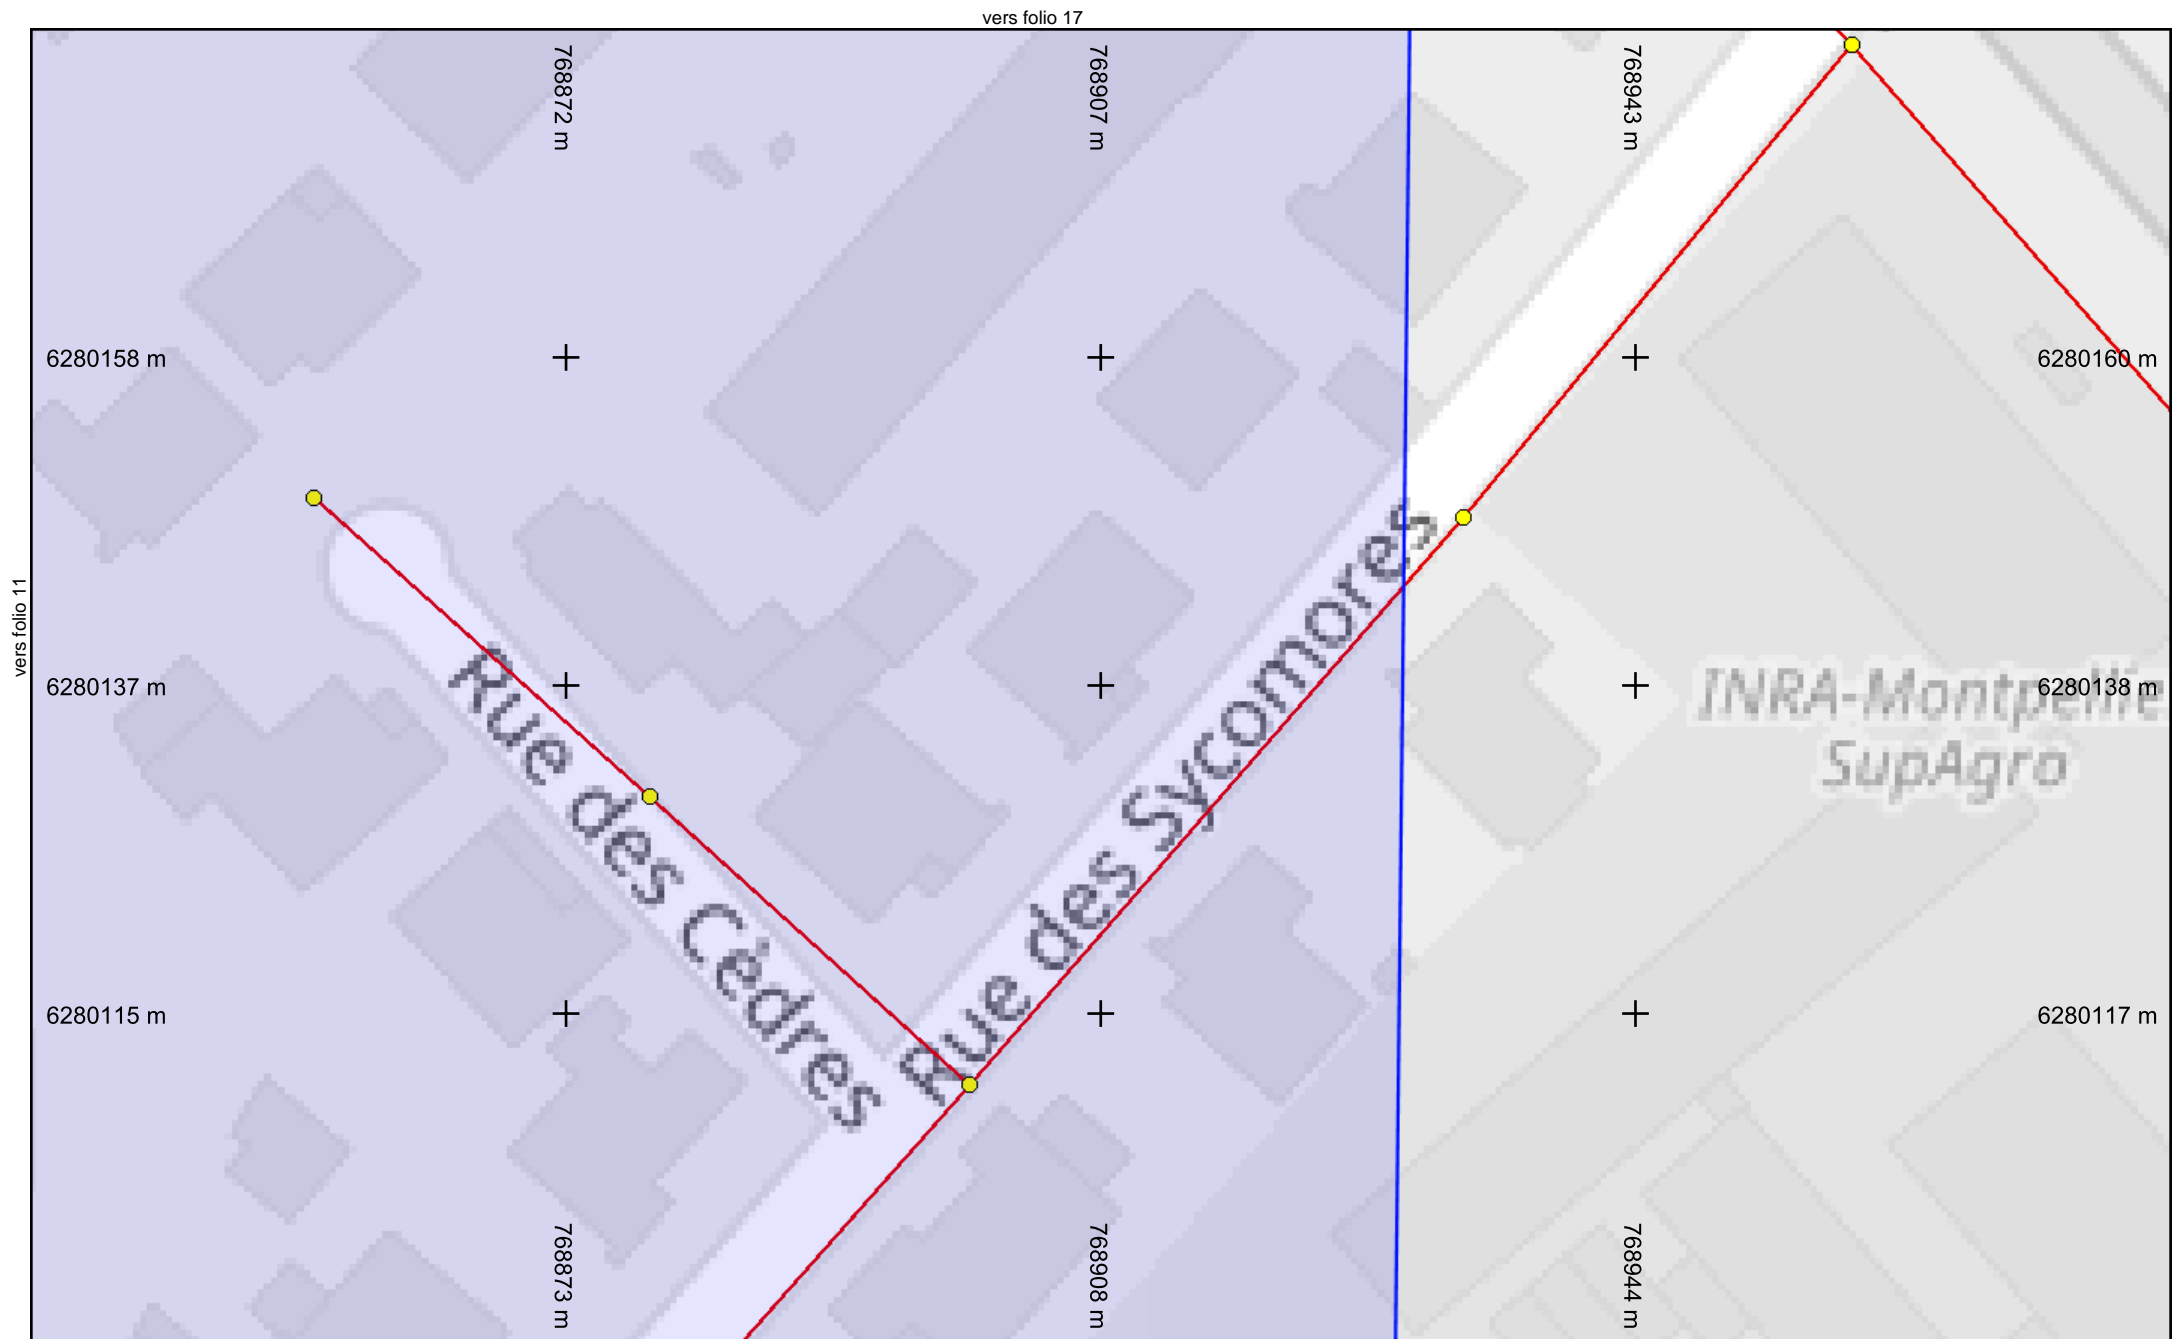 vers folio 17
768872 m
768907 m
768943 m
6280158 m
6280160 m
vers folio 11
6280137 m
6280138 m
Rue des Cèdres
Rue des Sycomores
INRA-Montpellie
SupAgro
6280115 m
6280117 m
768873 m
768908 m
768944 m